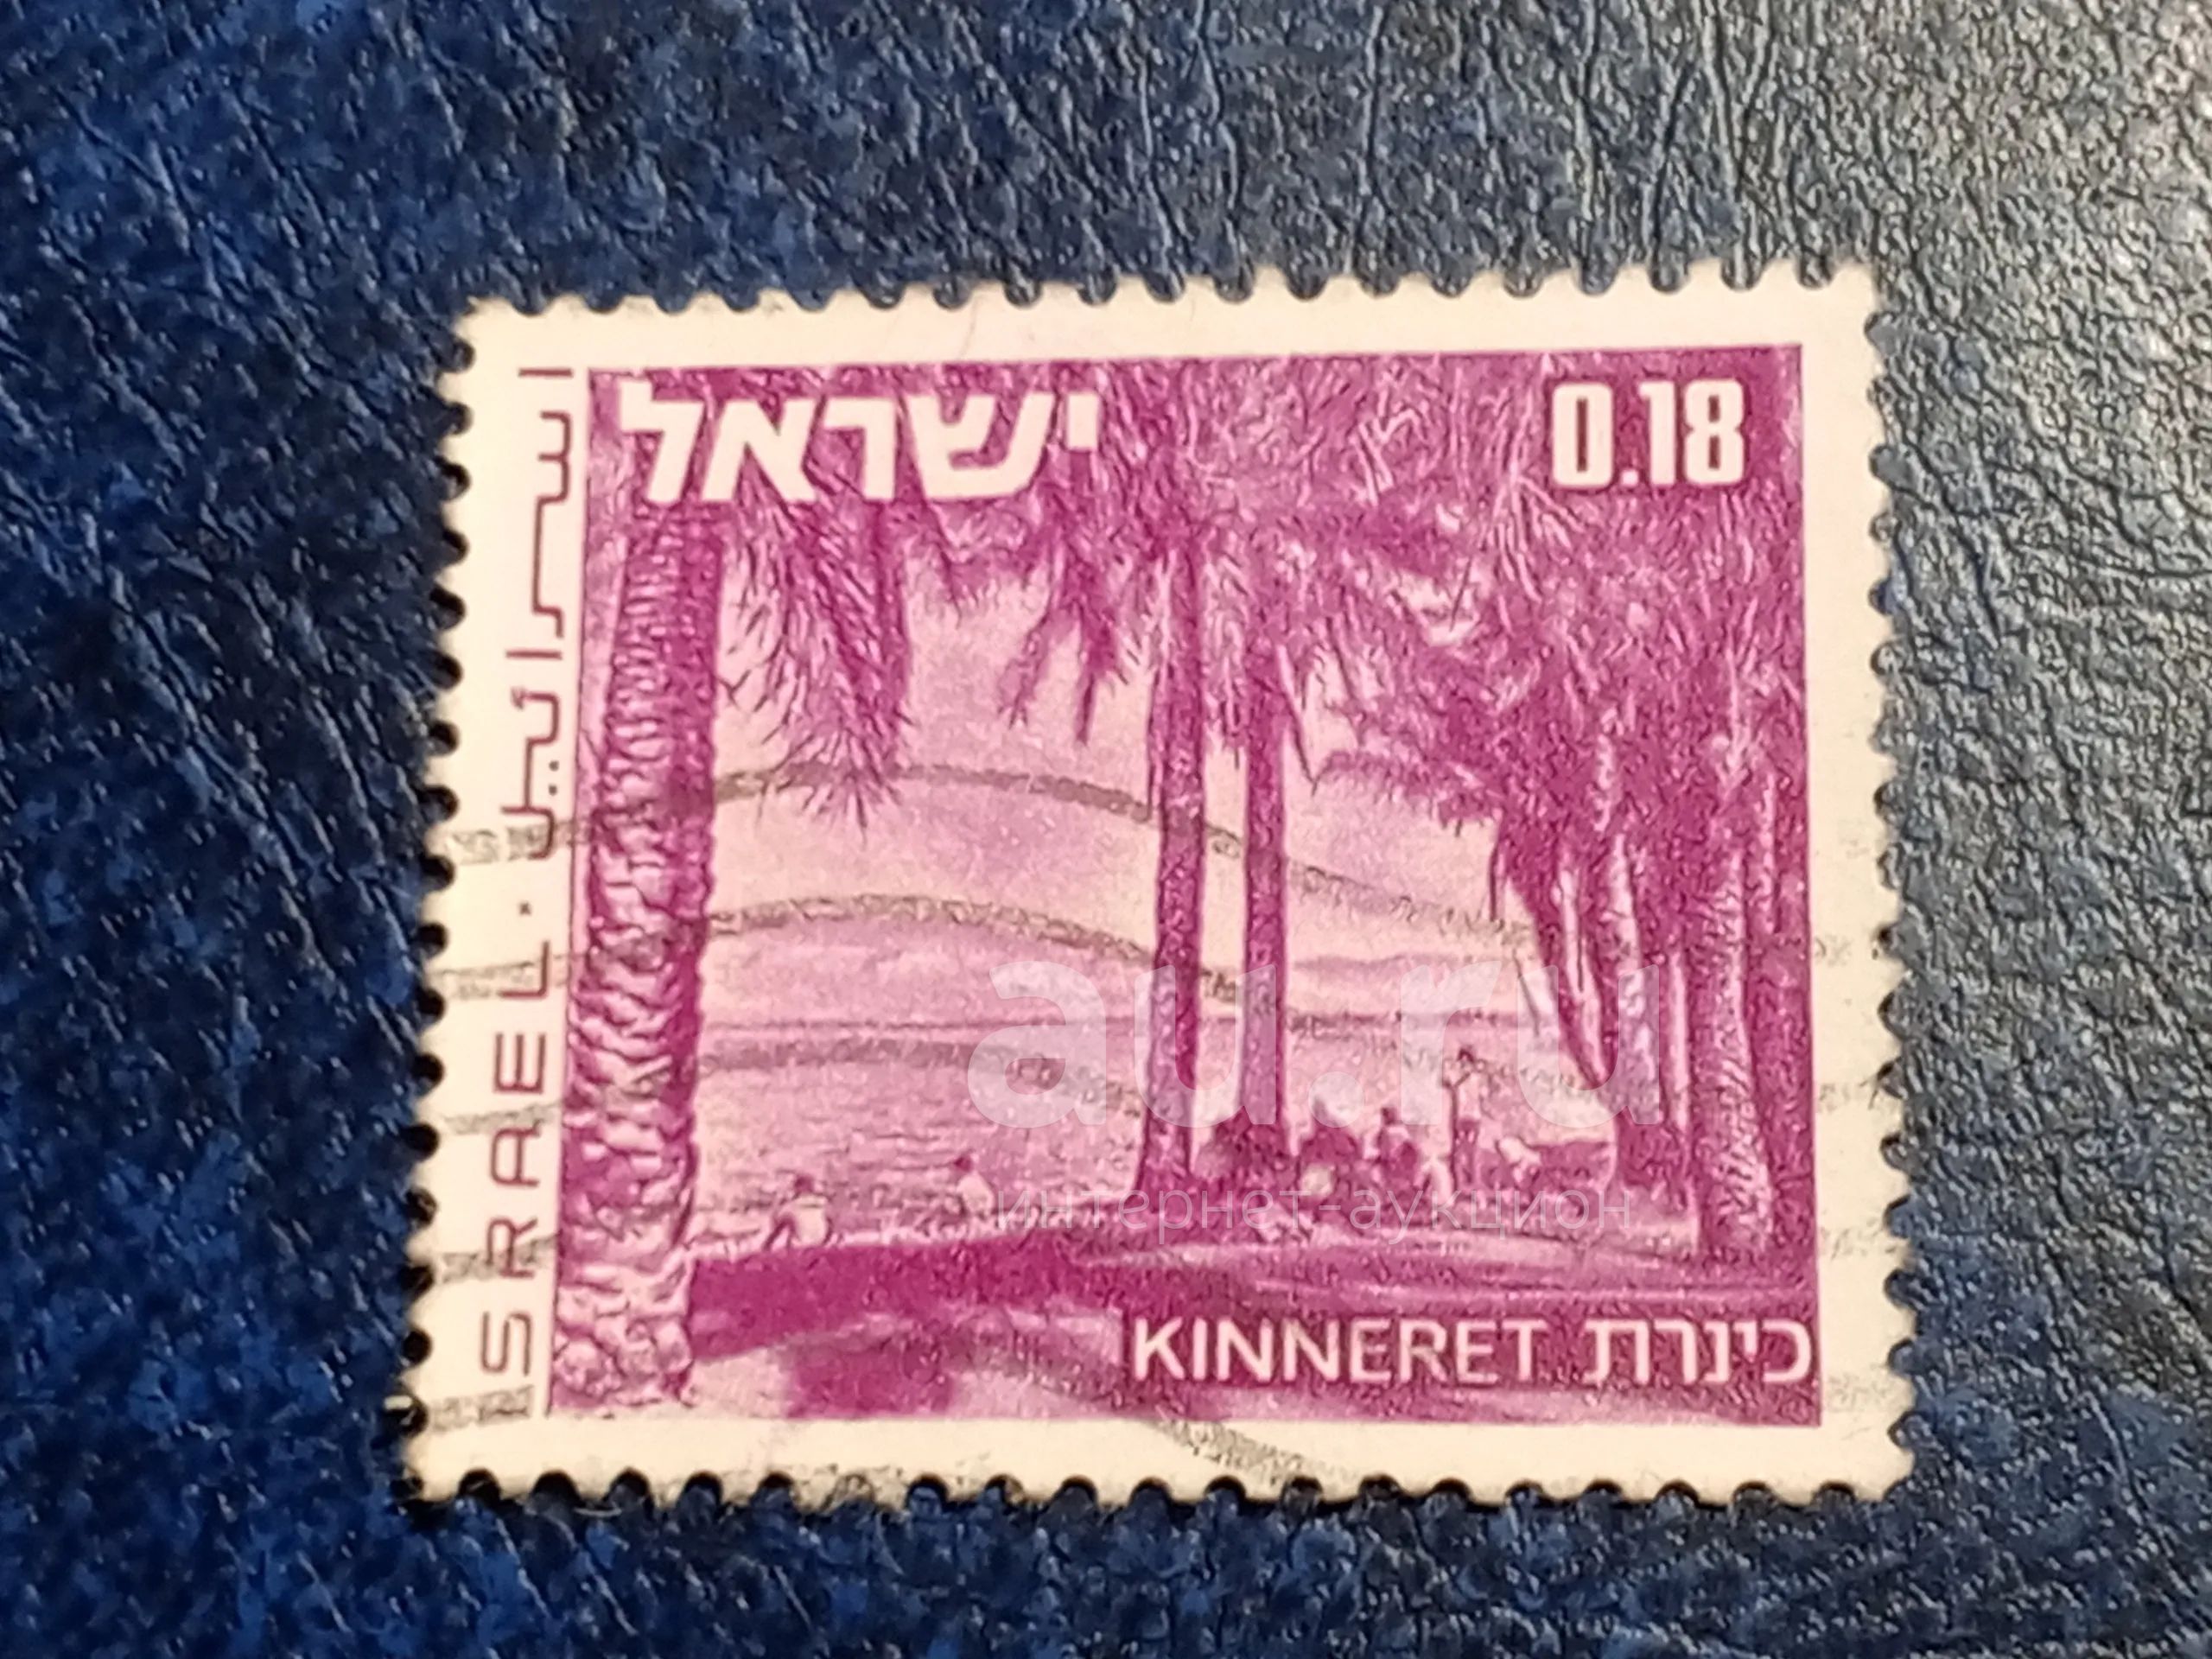 ישראל
0.18
ISRAEL · اسرائيل
KINNERET כינרת
au.ru
интернет-аукцион